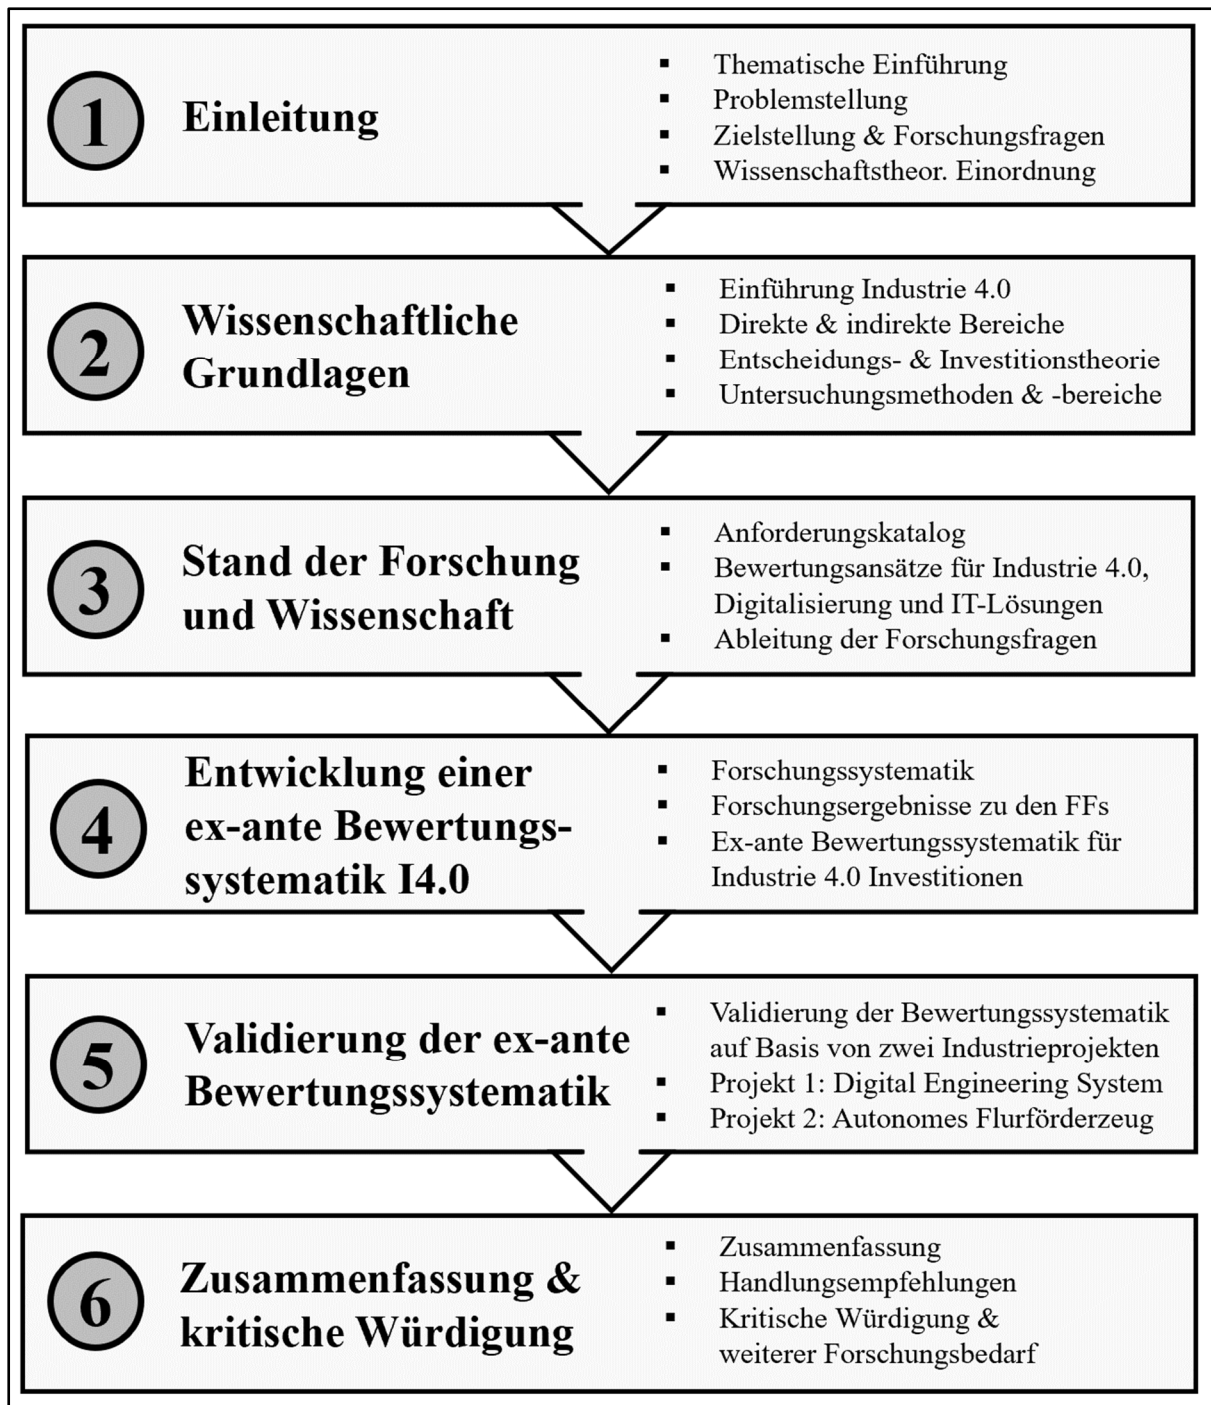 1
Einleitung
▪ Thematische Einführung
▪ Problemstellung
▪ Zielstellung & Forschungsfragen
▪ Wissenschaftstheor. Einordnung
2
Wissenschaftliche
Grundlagen
▪ Einführung Industrie 4.0
▪ Direkte & indirekte Bereiche
▪ Entscheidungs- & Investitionstheorie
▪ Untersuchungsmethoden & -bereiche
3
Stand der Forschung
und Wissenschaft
▪ Anforderungskatalog
▪ Bewertungsansätze für Industrie 4.0,
Digitalisierung und IT-Lösungen
▪ Ableitung der Forschungsfragen
4
Entwicklung einer
ex-ante Bewertungs-
systematik I4.0
▪ Forschungssystematik
▪ Forschungsergebnisse zu den FFs
▪ Ex-ante Bewertungssystematik für
Industrie 4.0 Investitionen
5
Validierung der ex-ante
Bewertungssystematik
▪ Validierung der Bewertungssystematik
auf Basis von zwei Industrieprojekten
▪ Projekt 1: Digital Engineering System
▪ Projekt 2: Autonomes Flurförderzeug
6
Zusammenfassung &
kritische Würdigung
▪ Zusammenfassung
▪ Handlungsempfehlungen
▪ Kritische Würdigung &
weiterer Forschungsbedarf